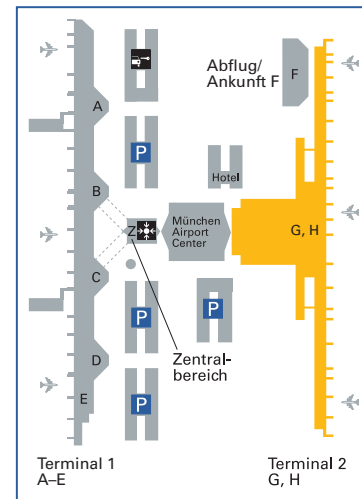 Abflug/
Ankunft F
F
A
P
Hotel
B
Z
München
Airport
Center
G, H
C
P
P
Zentral-
bereich
D
E
P
Terminal 1
A–E
Terminal 2
G, H